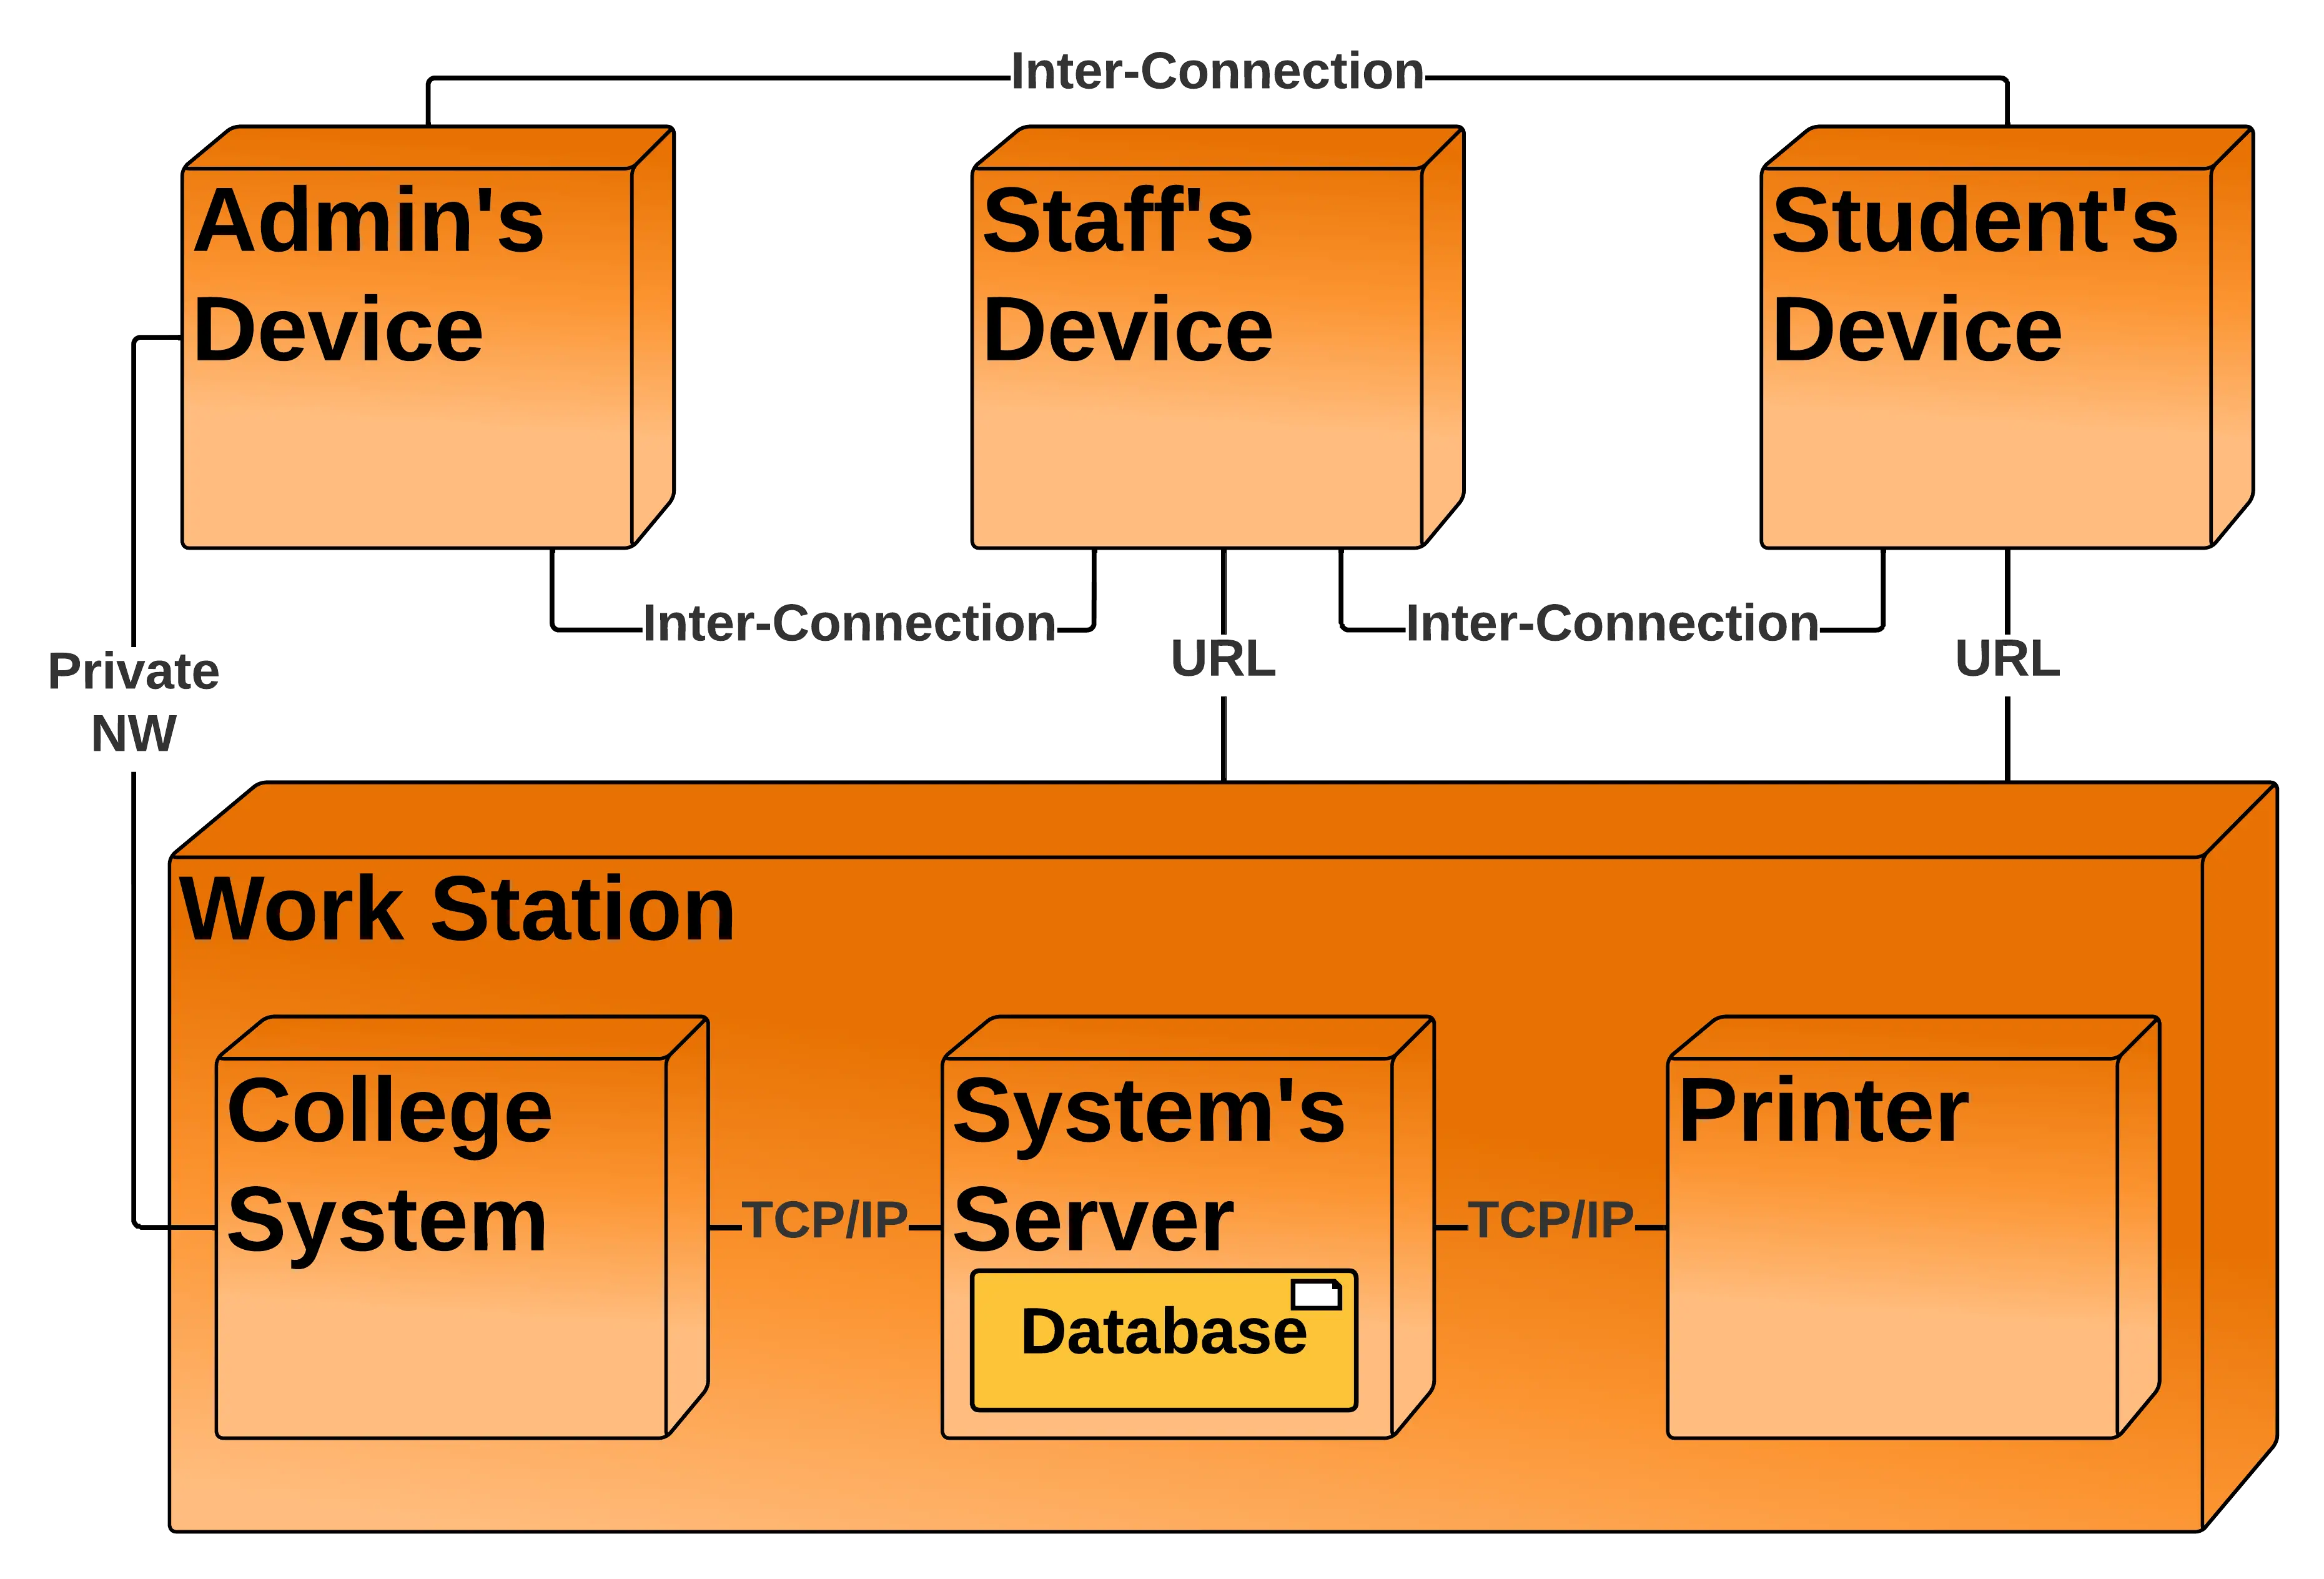 Inter-Connection
Admin's
Device
Staff's
Device
Student's
Device
Inter-Connection
Inter-Connection
URL
URL
Private
NW
Work Station
College
System
TCP/IP
System's
Server
Database
TCP/IP
Printer